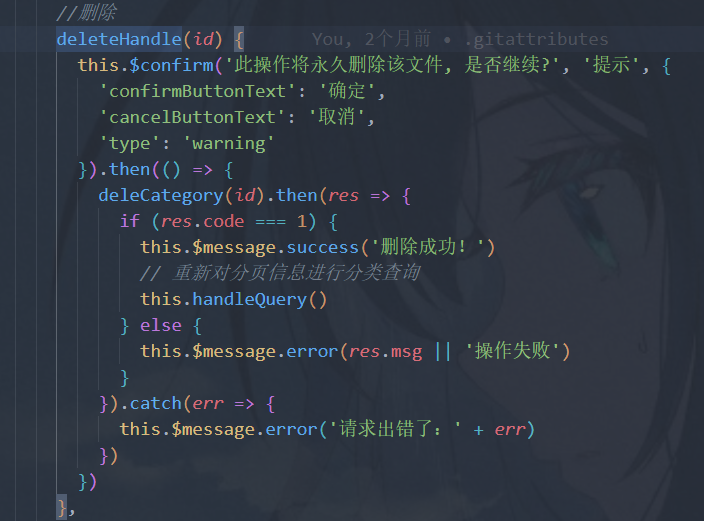 //删除
deleteHandle(id) { You, 2个月前 • .gitattributes
this.$confirm('此操作将永久删除该文件, 是否继续?', '提示', {
'confirmButtonText': '确定',
'cancelButtonText': '取消',
'type': 'warning'
}).then(() => {
deleCategory(id).then(res => {
if (res.code === 1) {
this.$message.success('删除成功！')
// 重新对分页信息进行分类查询
this.handleQuery()
} else {
this.$message.error(res.msg || '操作失败')
}
}).catch(err => {
this.$message.error('请求出错了：' + err)
})
})
},